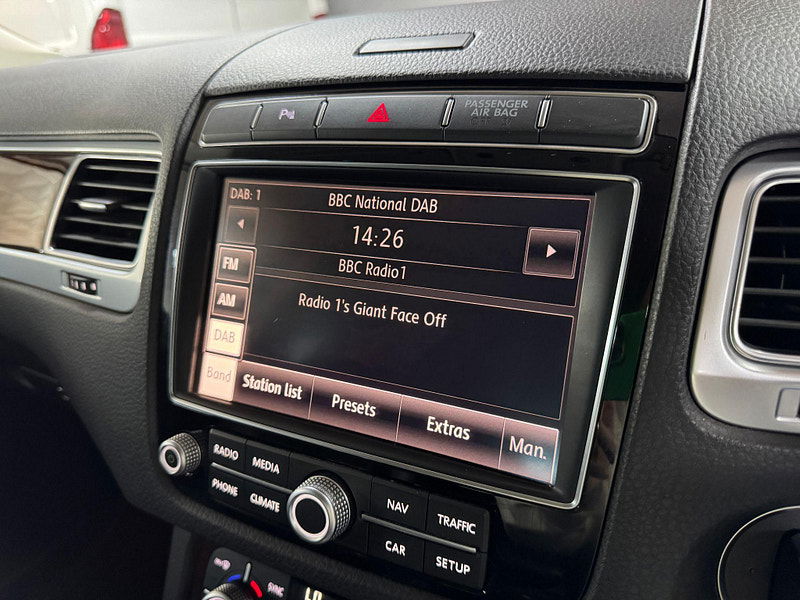 P
PASSENGER
AIR BAG
DAB: 1
BBC National DAB
14:26
BBC Radio1
FM
AM
DAB
Band
Radio 1's Giant Face Off
Station list
Presets
Extras
Man.
RADIO
MEDIA
PHONE
CLIMATE
NAV
TRAFFIC
CAR
SETUP
SYNC